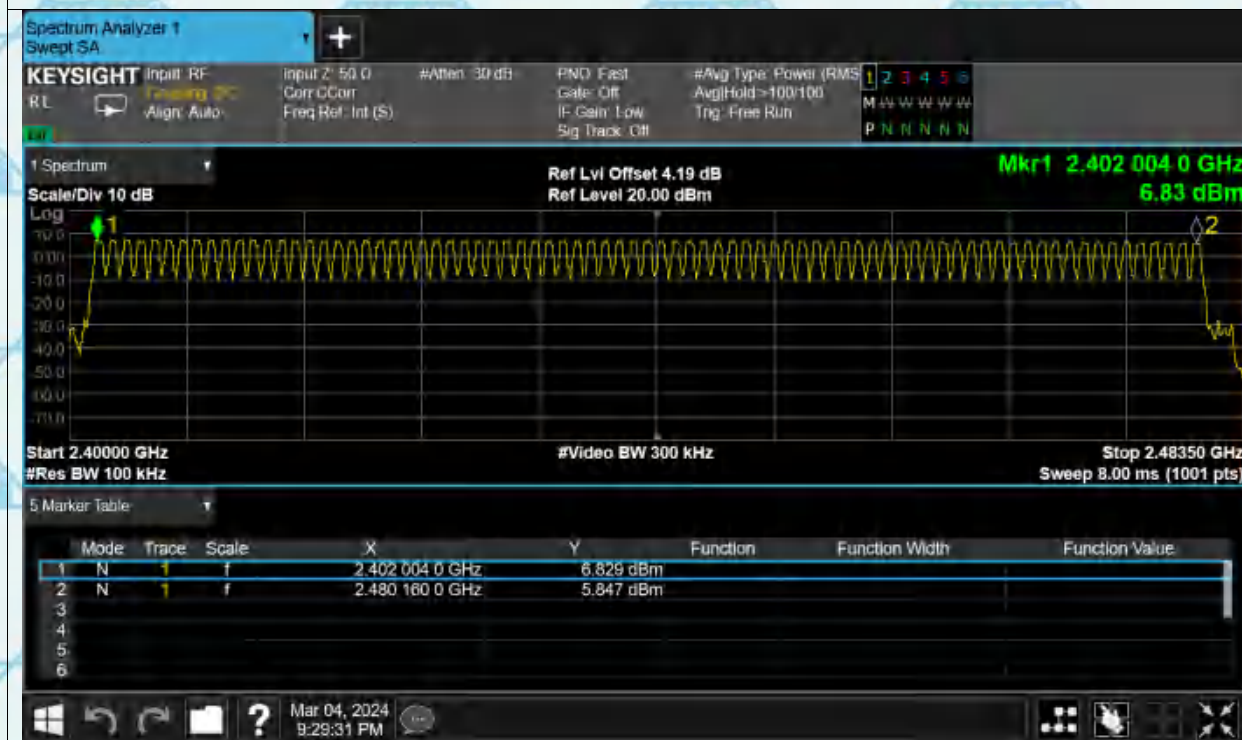 Spectrum Analyzer 1
Swept SA
+
KEYSIGHT Input: RF Input Z: 50 Ω #Atten: 30 dB PNO: Fast #Avg Type: Power (RMS 1 2 3 4 5 6
RL Coupling: DC Corr CCorr Gate: Off Avg|Hold:>100/100 M W W W W W
Align: Auto Freq Ref: Int (S) IF Gain: Low Trig: Free Run
Sig Track: Off P N N N N N
1 Spectrum
Ref Lvl Offset 4.19 dB Mkr1 2.402 004 0 GHz
Scale/Div 10 dB Ref Level 20.00 dBm 6.83 dBm
Log
1
2
10.0
0.00
-10.0
-20.0
-30.0
-40.0
-50.0
-60.0
-70.0
Start 2.40000 GHz #Video BW 300 kHz Stop 2.48350 GHz
#Res BW 100 kHz Sweep 8.00 ms (1001 pts)
5 Marker Table
Mode Trace Scale X Y Function Function Width Function Value
1 N 1 f 2.402 004 0 GHz 6.829 dBm
2 N 1 f 2.480 160 0 GHz 5.847 dBm
3
4
5
6
? Mar 04, 2024
9:29:31 PM